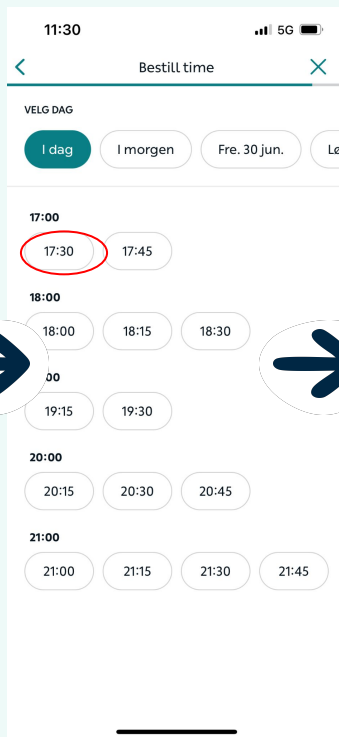 11:30 5G
Bestill time
VELG DAG
I dag I morgen Fre. 30 jun.
17:00
17:30 17:45
18:00
18:00 18:15 18:30
19:15 19:30
20:00
20:15 20:30 20:45
21:00
21:00 21:15 21:30 21:45